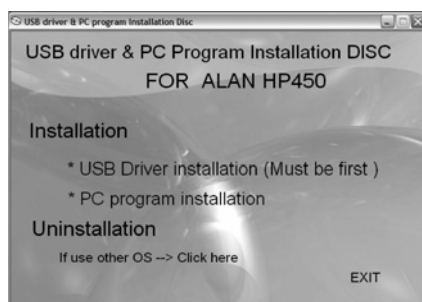 USB driver & PC program Installation Disc
USB driver & PC Program Installation DISC
FOR ALAN HP450
Installation
* USB Driver installation (Must be first )
* PC program installation
Uninstallation
If use other OS --> Click here
EXIT